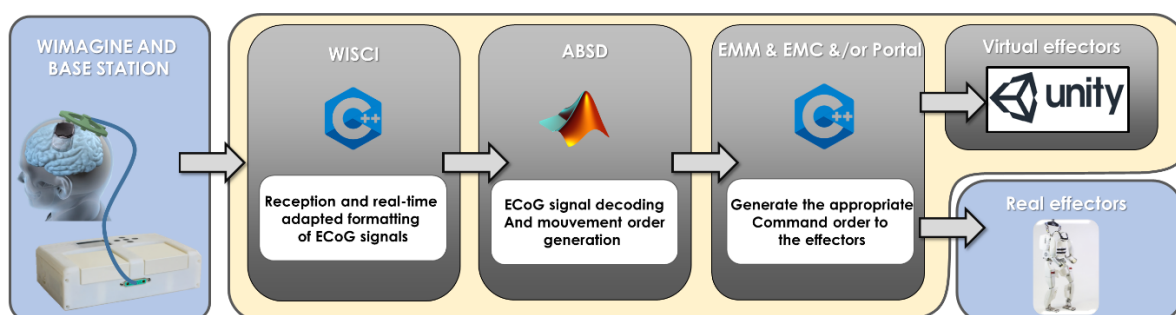 WIMAGINE AND
BASE STATION
WISCI
C++
Reception and real-time
adapted formatting
of ECoG signals
ABSD
ECoG signal decoding
And mouvement order
generation
EMM & EMC &/or Portal
C++
Generate the appropriate
Command order to
the effectors
Virtual effectors
unity
Real effectors